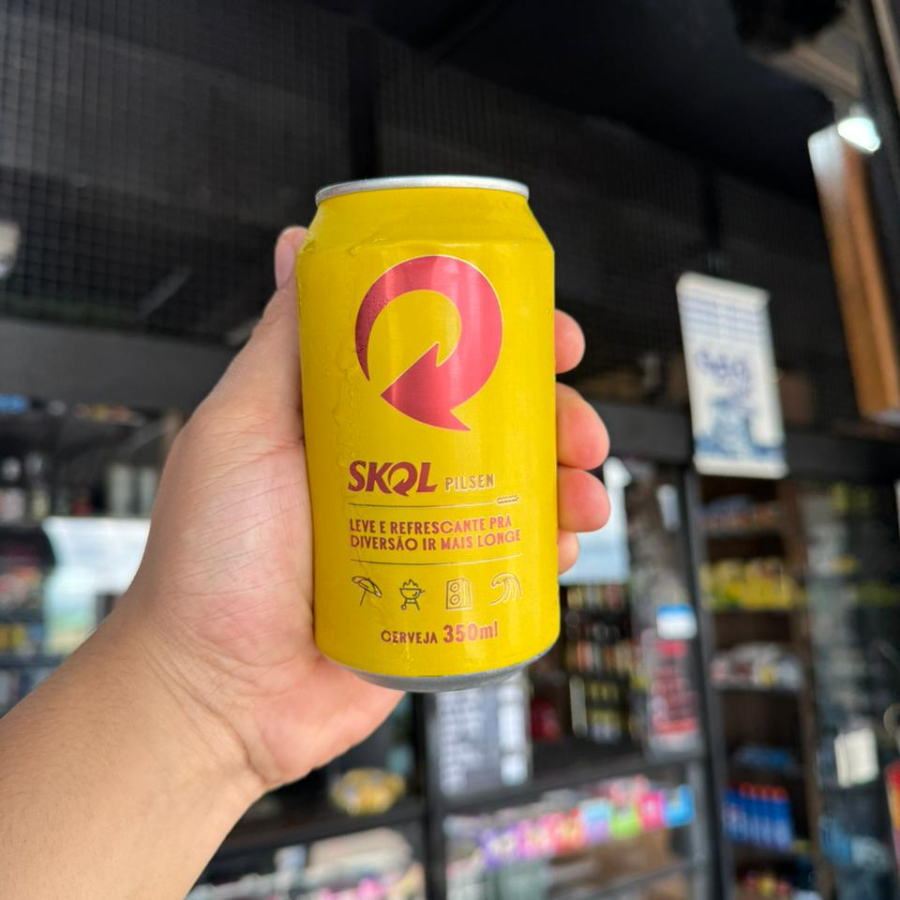 SKOL PILSEN
LEVE E REFRESCANTE PRA
DIVERSÃO IR MAIS LONGE
CERVEJA 350ml